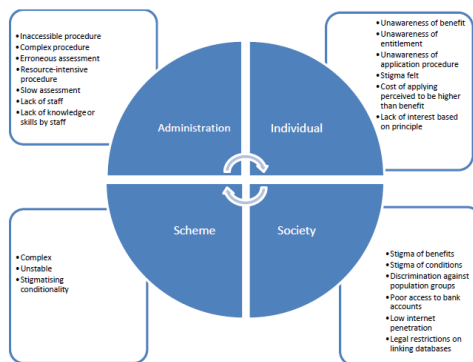 • Inaccessible procedure
• Complex procedure
• Erroneous assessment
• Resource-intensive
procedure
• Slow assessment
• Lack of staff
• Lack of knowledge or
skills by staff
• Unawareness of benefit
• Unawareness of
entitlement
• Unawareness of
application procedure
• Stigma felt
• Cost of applying
perceived to be higher
than benefit
• Lack of interest based on
principle
Administration
Individual
Scheme
Society
• Complex
• Unstable
• Stigmatising
conditionality
• Stigma of benefits
• Stigma of conditions
• Discrimination against
population groups
• Poor access to bank
accounts
• Low internet
penetration
• Legal restrictions on
linking databases